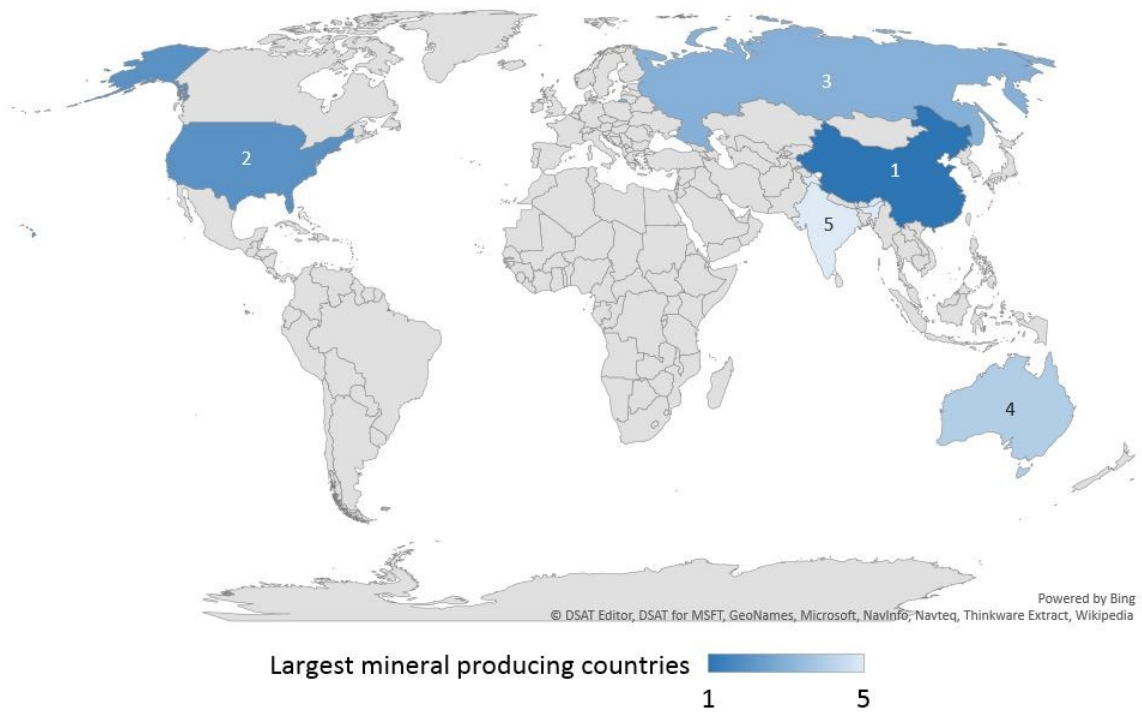 3
2
1
5
4
Powered by Bing
© DSAT Editor, DSAT for MSFT, GeoNames, Microsoft, NavInfo, Navteq, Thinkware Extract, Wikipedia
Largest mineral producing countries
1 5